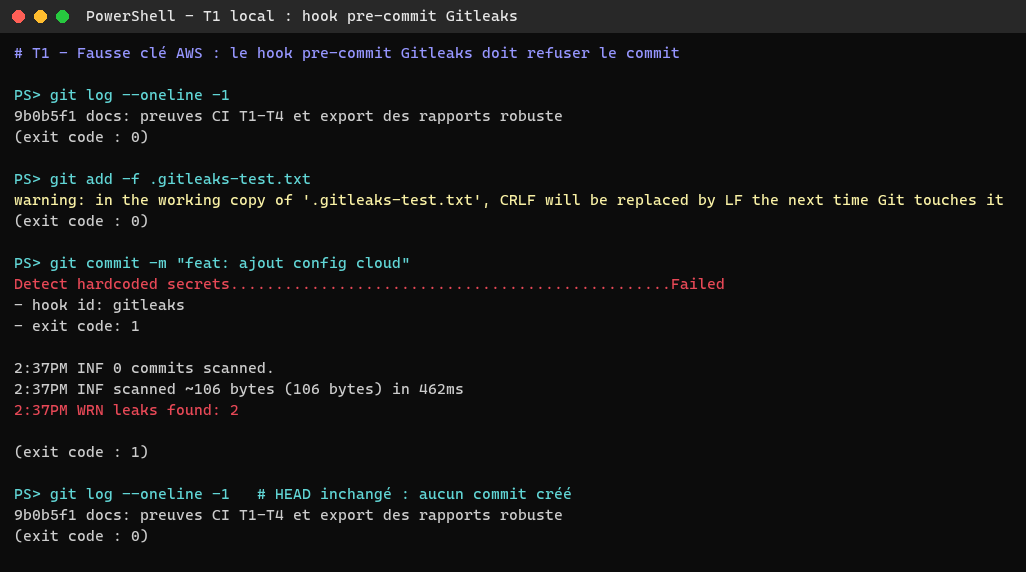 PowerShell - T1 local : hook pre-commit Gitleaks
# T1 - Fausse clé AWS : le hook pre-commit Gitleaks doit refuser le commit
PS> git log --oneline -1
9b0b5f1 docs: preuves CI T1-T4 et export des rapports robuste
(exit code : 0)
PS> git add -f .gitleaks-test.txt
warning: in the working copy of '.gitleaks-test.txt', CRLF will be replaced by LF the next time Git touches it
(exit code : 0)
PS> git commit -m "feat: ajout config cloud"
Detect hardcoded secrets.................................................Failed
- hook id: gitleaks
- exit code: 1
2:37PM INF 0 commits scanned.
2:37PM INF scanned ~106 bytes (106 bytes) in 462ms
2:37PM WRN leaks found: 2
(exit code : 1)
PS> git log --oneline -1   # HEAD inchangé : aucun commit créé
9b0b5f1 docs: preuves CI T1-T4 et export des rapports robuste
(exit code : 0)